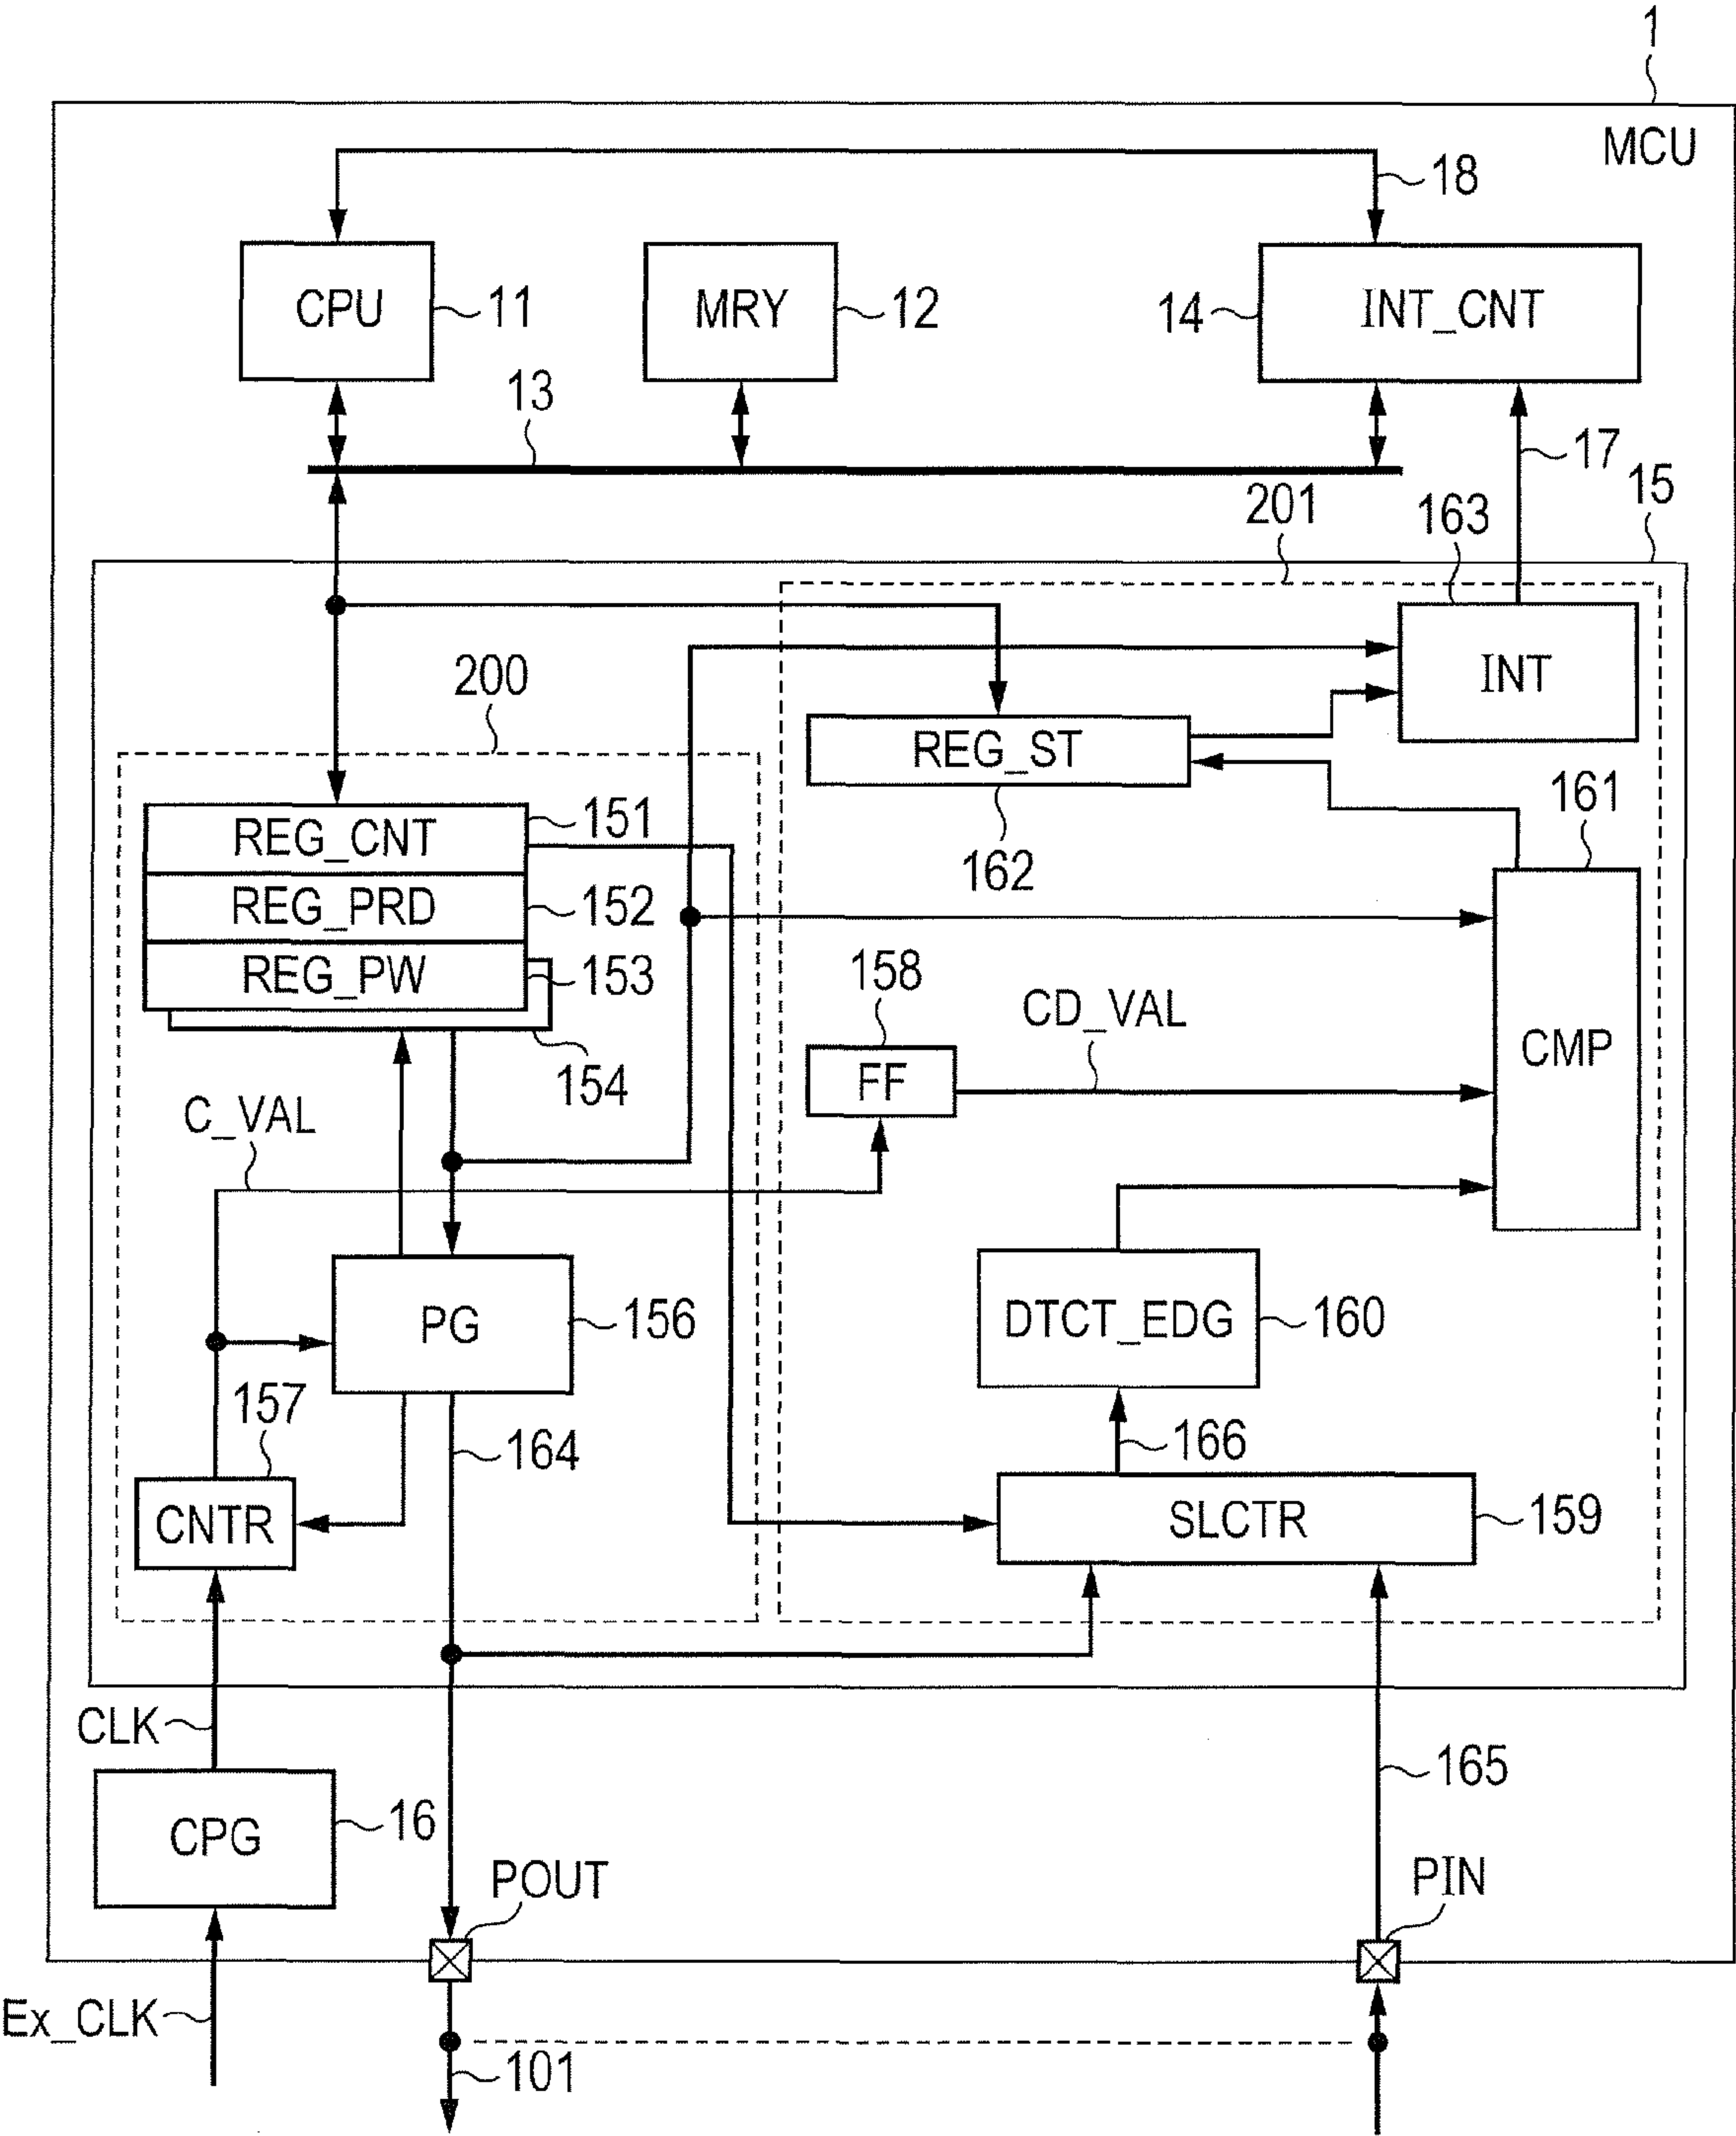 1
MCU
18
CPU
11
MRY
12
14
INT_CNT
13
17
15
201
163
INT
200
REG_ST
162
161
REG_CNT
151
REG_PRD
152
REG_PW
153
154
158
FF
CD_VAL
CMP
C_VAL
PG
156
DTCT_EDG
160
157
164
166
CNTR
SLCTR
159
CLK
165
CPG
16
POUT
PIN
Ex_CLK
101